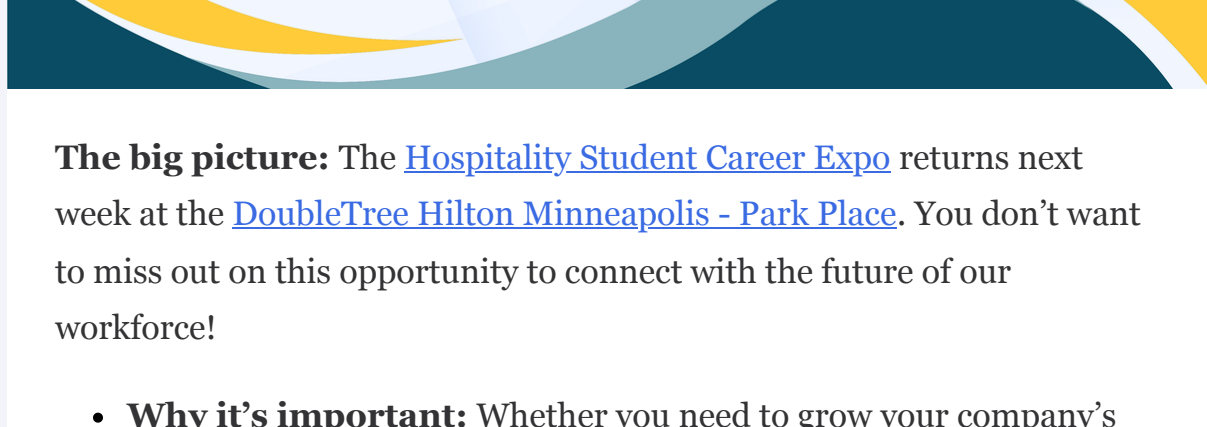 The big picture: The Hospitality Student Career Expo returns next
week at the DoubleTree Hilton Minneapolis - Park Place. You don’t want
to miss out on this opportunity to connect with the future of our
workforce!
• Why it’s important: Whether you need to grow your company’s